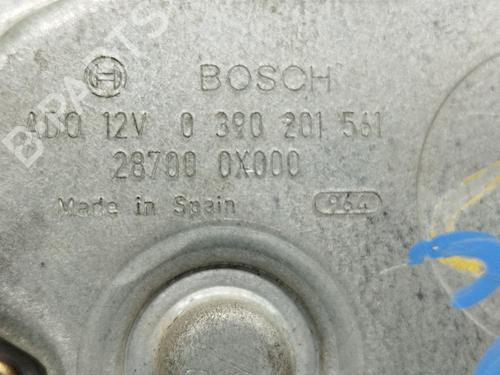 BOSCH
ADO 12V 0 390 201 561
28700 0X000
Made in Spain 964